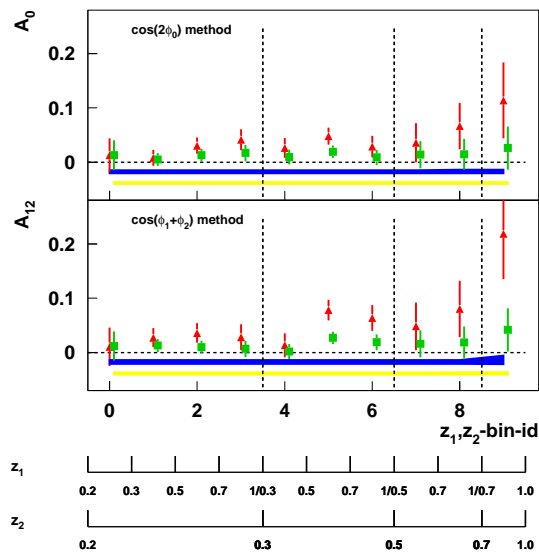 A0
cos(2ϕ0) method
0.2
0.1
0
A12
cos(ϕ1+ϕ2) method
0.2
0.1
0
0 2 4 6 8
z1,z2-bin-id
z1
0.2 0.3 0.5 0.7 1/0.3 0.5 0.7 1/0.5 0.7 1/0.7 1.0
z2
0.2 0.3 0.5 0.7 1.0